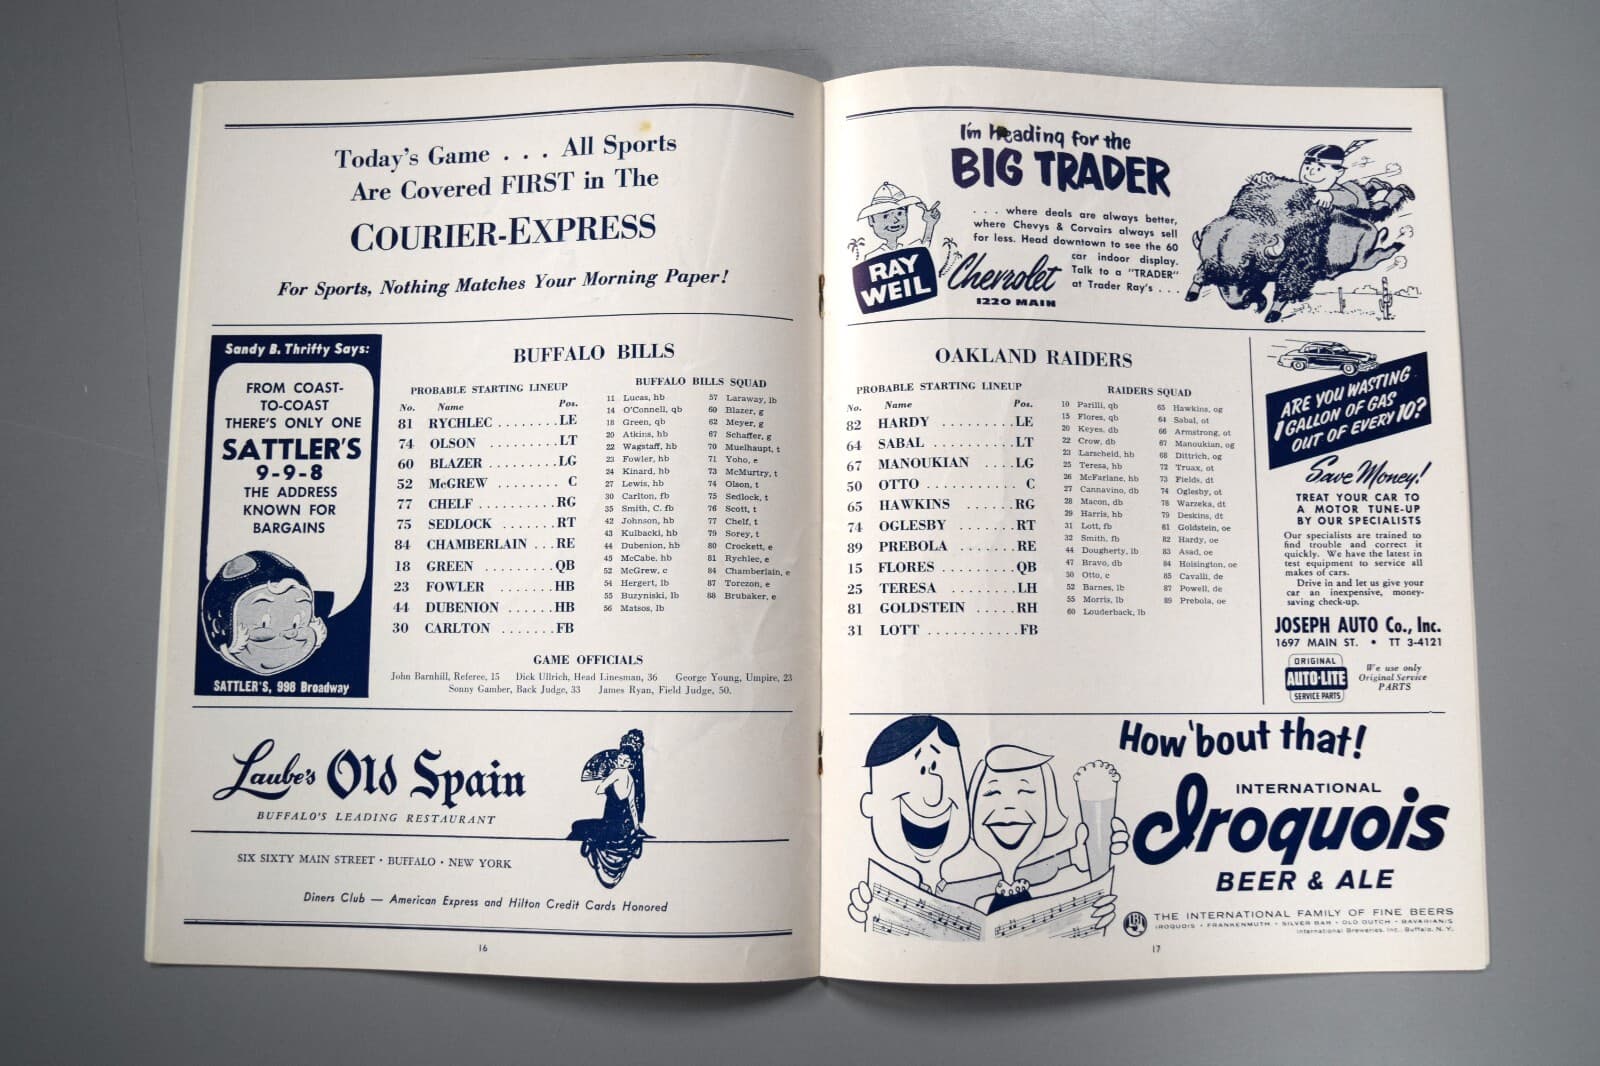 Today's Game . . . All Sports
Are Covered FIRST in The
COURIER-EXPRESS
For Sports, Nothing Matches Your Morning Paper!
Sandy B. Thrifty Says:
FROM COAST-
TO-COAST
THERE'S ONLY ONE
SATTLER'S
9-9-8
THE ADDRESS
KNOWN FOR
BARGAINS
SATTLER'S, 998 Broadway
BUFFALO BILLS
PROBABLE STARTING LINEUP
No. Name Pos.
81 RYCHLEC ........ LE
74 OLSON .......... LT
60 BLAZER ......... LG
52 McGREW ........ C
77 CHELF .......... RG
75 SEDLOCK ....... RT
84 CHAMBERLAIN ... RE
18 GREEN ......... QB
23 FOWLER ........ HB
44 DUBENION ...... HB
30 CARLTON ....... FB
BUFFALO BILLS SQUAD
11 Lucas, hb
14 O'Connell, qb
18 Green, qb
20 Atkins, hb
22 Wagstaff, hb
23 Fowler, hb
24 Kinard, hb
27 Lewis, hb
30 Carlton, fb
35 Smith, C. fb
42 Johnson, hb
43 Kulbacki, hb
44 Dubenion, hb
45 McCabe, hb
52 McGrew, c
54 Hergert, lb
55 Buzyniski, lb
56 Matsos, lb
57 Laraway, lb
60 Blazer, g
62 Meyer, g
67 Schaffer, g
70 Muelhaupt, t
71 Yoho, e
73 McMurtry, t
74 Olson, t
75 Sedlock, t
76 Scott, t
77 Chelf, t
79 Sorey, t
80 Crockett, e
81 Rychlec, e
84 Chamberlain, e
87 Torczon, e
88 Brubaker, e
GAME OFFICIALS
John Barnhill, Referee, 15 Dick Ullrich, Head Linesman, 36 George Young, Umpire, 23
Sonny Gamber, Back Judge, 33 James Ryan, Field Judge, 50.
Laube's Old Spain
BUFFALO'S LEADING RESTAURANT
SIX SIXTY MAIN STREET • BUFFALO • NEW YORK
Diners Club — American Express and Hilton Credit Cards Honored
16
I'm heading for the
BIG TRADER
. . . where deals are always better,
where Chevys & Corvairs always sell
for less. Head downtown to see the 60
car indoor display.
Talk to a "TRADER"
at Trader Ray's . . .
RAY
WEIL
Chevrolet
1220 MAIN
OAKLAND RAIDERS
PROBABLE STARTING LINEUP
No. Name Pos.
82 HARDY ......... LE
64 SABAL .......... LT
67 MANOUKIAN .... LG
50 OTTO ........... C
65 HAWKINS ...... RG
74 OGLESBY ....... RT
89 PREBOLA ....... RE
15 FLORES ........ QB
25 TERESA ........ LH
81 GOLDSTEIN ..... RH
31 LOTT ........... FB
RAIDERS SQUAD
10 Parilli, qb
15 Flores, qb
20 Keyes, db
22 Crow, db
23 Larscheid, hb
25 Teresa, hb
26 McFarlane, hb
27 Cannavino, db
28 Macon, db
29 Harris, hb
31 Lott, fb
32 Smith, fb
44 Dougherty, lb
47 Bravo, db
50 Otto, c
52 Barnes, lb
55 Morris, lb
60 Louderback, lb
65 Hawkins, og
64 Sabal, ot
66 Armstrong, ot
67 Manoukian, og
68 Dittrich, og
72 Truax, ot
73 Fields, dt
74 Oglesby, ot
78 Warzeka, dt
79 Deskins, dt
81 Goldstein, oe
82 Hardy, oe
83 Asad, oe
84 Hoisington, oe
85 Cavalli, de
87 Powell, de
89 Prebola, oe
ARE YOU WASTING
1 GALLON OF GAS
OUT OF EVERY 10?
Save Money!
TREAT YOUR CAR TO
A MOTOR TUNE-UP
BY OUR SPECIALISTS
Our specialists are trained to
find trouble and correct it
quickly. We have the latest in
test equipment to service all
makes of cars.
Drive in and let us give your
car an inexpensive, money-
saving check-up.
JOSEPH AUTO Co., Inc.
1697 MAIN ST. • TT 3-4121
ORIGINAL
AUTO-LITE
SERVICE PARTS
We use only
Original Service
PARTS
How 'bout that!
INTERNATIONAL
Iroquois
BEER & ALE
THE INTERNATIONAL FAMILY OF FINE BEERS
IROQUOIS • FRANKENMUTH • SILVER BAR • OLD DUTCH • BAVARIAN'S
International Breweries, Inc., Buffalo, N. Y.
17